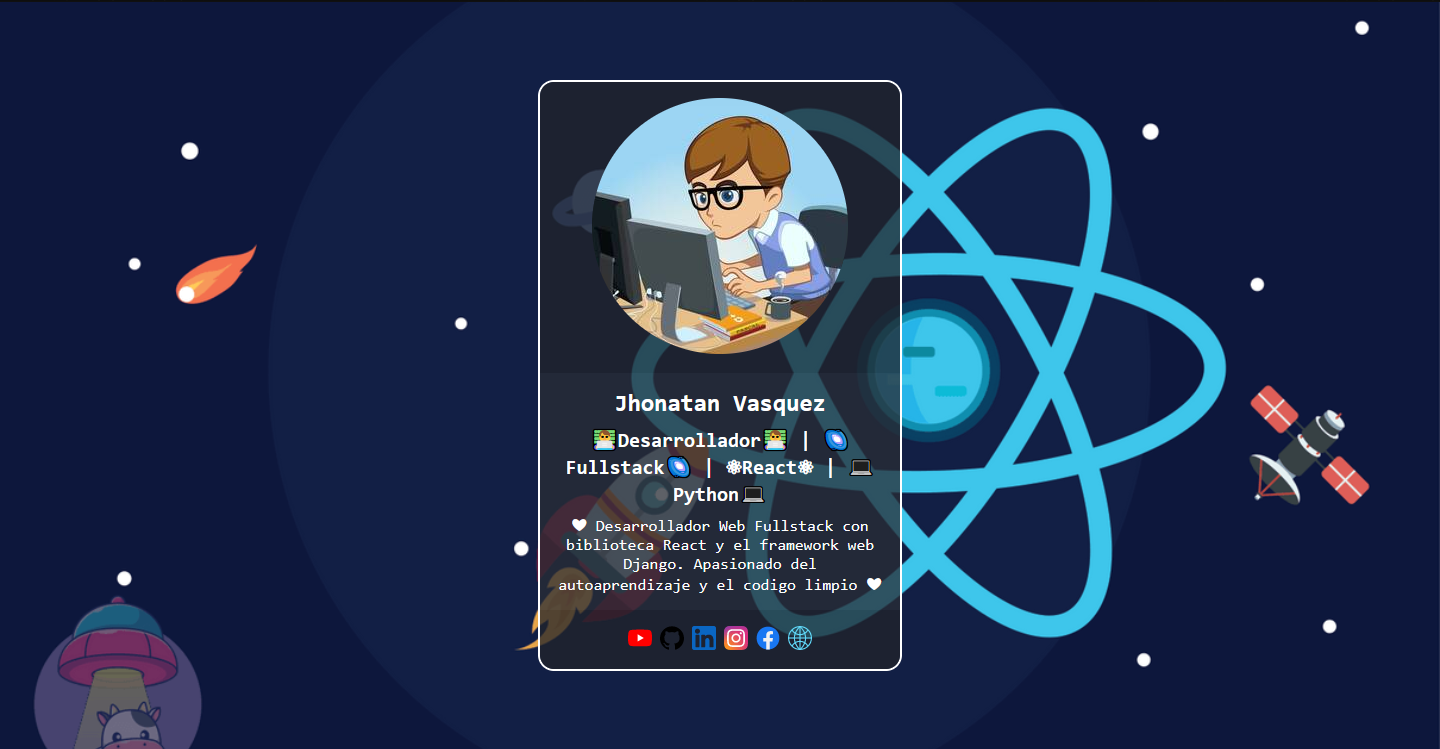 Jhonatan Vasquez
👨‍💻Desarrollador👨‍💻 | 🌌
Fullstack🌌 | ⚛React⚛ | 💻
Python💻
🤍 Desarrollador Web Fullstack con
biblioteca React y el framework web
Django. Apasionado del
autoaprendizaje y el codigo limpio 🤍
in